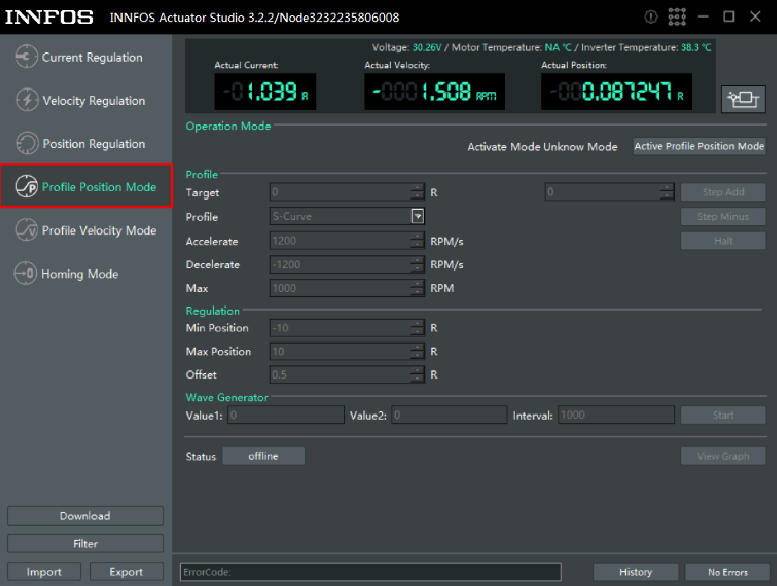 INNFOS INNFOS Actuator Studio 3.2.2/Node3232235806008
Current Regulation
Velocity Regulation
Position Regulation
Profile Position Mode
Profile Velocity Mode
Homing Mode
Download
Filter
Import Export
Voltage: 30.26V / Motor Temperature: NA °C / Inverter Temperature: 38.3 °C
Actual Current: Actual Velocity: Actual Position:
-01.039 A -0001.508 RPM -000.087247 R
Operation Mode
Activate Mode Unknow Mode Active Profile Position Mode
Profile
Target 0 R 0 Step Add
Profile S-Curve Step Minus
Accelerate 1200 RPM/s Halt
Decelerate -1200 RPM/s
Max 1000 RPM
Regulation
Min Position -10 R
Max Position 10 R
Offset 0.5 R
Wave Generator
Value1: 0 Value2: 0 Interval: 1000 Start
Status offline View Graph
ErrorCode: History No Errors